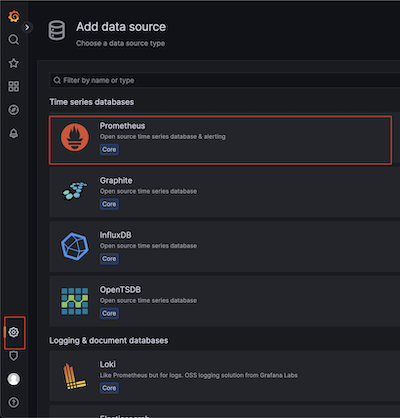 Add data source
Choose a data source type
Filter by name or type
Time series databases
Prometheus
Open source time series database & alerting
Core
Graphite
Open source time series database
Core
InfluxDB
Open source time series database
Core
OpenTSDB
Open source time series database
Core
Logging & document databases
Loki
Like Prometheus but for logs. OSS logging solution from Grafana Labs
Core